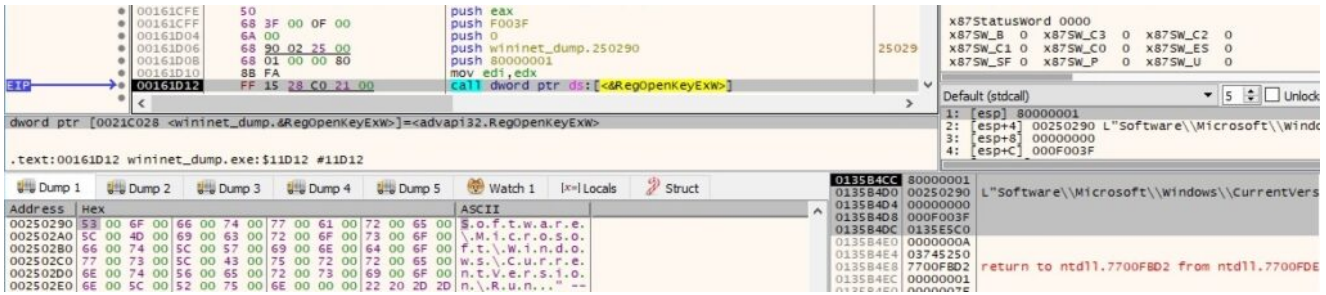 00161CFE 50 push eax
00161CFF 68 3F 00 0F 00 push F003F
00161D04 6A 00 push 0
00161D06 68 90 02 25 00 push wininet_dump.250290 25029
00161D0B 68 01 00 00 80 push 80000001
00161D10 8B FA mov edi,edx
EIP 00161D12 FF 15 28 C0 21 00 call dword ptr ds:[<&RegOpenKeyExW>]
dword ptr [0021C028 <wininet_dump.&RegOpenKeyExW>]=<advapi32.RegOpenKeyExW>
.text:00161D12 wininet_dump.exe:$11D12 #11D12
x87StatusWord 0000
x87SW_B 0 x87SW_C3 0 x87SW_C2 0
x87SW_C1 0 x87SW_C0 0 x87SW_ES 0
x87SW_SF 0 x87SW_P 0 x87SW_U 0
Default (stdcall) 5 Unlock
1: [esp] 80000001
2: [esp+4] 00250290 L"Software\\Microsoft\\Windo
3: [esp+8] 00000000
4: [esp+C] 000F003F
Dump 1 Dump 2 Dump 3 Dump 4 Dump 5 Watch 1 [x=] Locals Struct
Address Hex ASCII
00250290 53 00 6F 00 66 00 74 00 77 00 61 00 72 00 65 00 S.o.f.t.w.a.r.e.
002502A0 5C 00 4D 00 69 00 63 00 72 00 6F 00 73 00 6F 00 \.M.i.c.r.o.s.o.
002502B0 66 00 74 00 5C 00 57 00 69 00 6E 00 64 00 6F 00 f.t.\.W.i.n.d.o.
002502C0 77 00 73 00 5C 00 43 00 75 00 72 00 72 00 65 00 w.s.\.C.u.r.r.e.
002502D0 6E 00 74 00 56 00 65 00 72 00 73 00 69 00 6F 00 n.t.V.e.r.s.i.o.
002502E0 6E 00 5C 00 52 00 75 00 6E 00 00 00 22 20 2D 2D n.\.R.u.n..." --
0135B4CC 80000001
0135B4D0 00250290 L"Software\\Microsoft\\Windows\\CurrentVers
0135B4D4 00000000
0135B4D8 000F003F
0135B4DC 0135E5C0
0135B4E0 0000000A
0135B4E4 03745250
0135B4E8 7700FBD2 return to ntdll.7700FBD2 from ntdll.7700FDE
0135B4EC 00000001